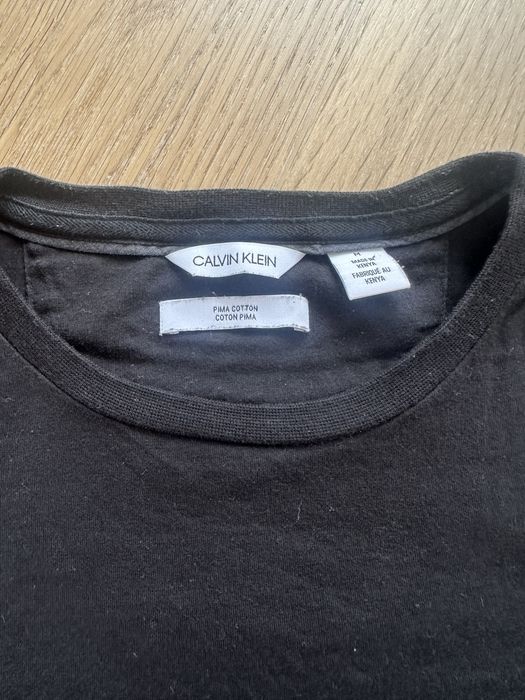 CALVIN KLEIN
PIMA COTTON
COTON PIMA
M
MADE IN
KENYA
FABRIQUÉ AU
KENYA